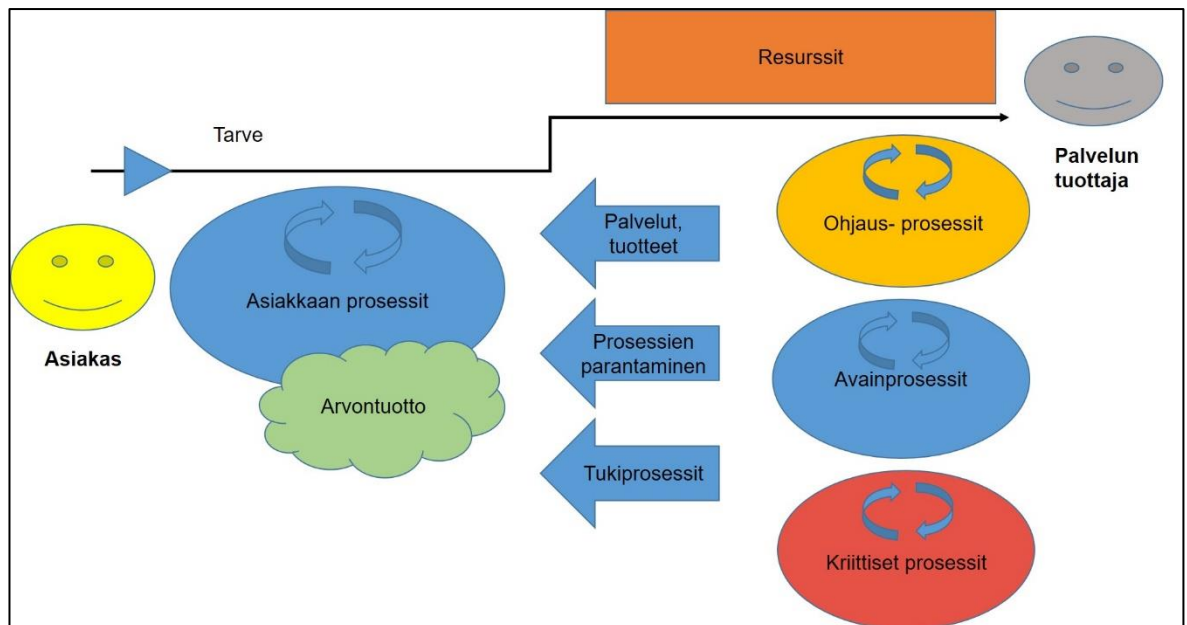 Resurssit
Tarve
Palvelun
tuottaja
Palvelut,
tuotteet
Ohjaus- prosessit
Asiakkaan prosessit
Asiakas
Prosessien
parantaminen
Avainprosessit
Arvontuotto
Tukiprosessit
Kriittiset prosessit